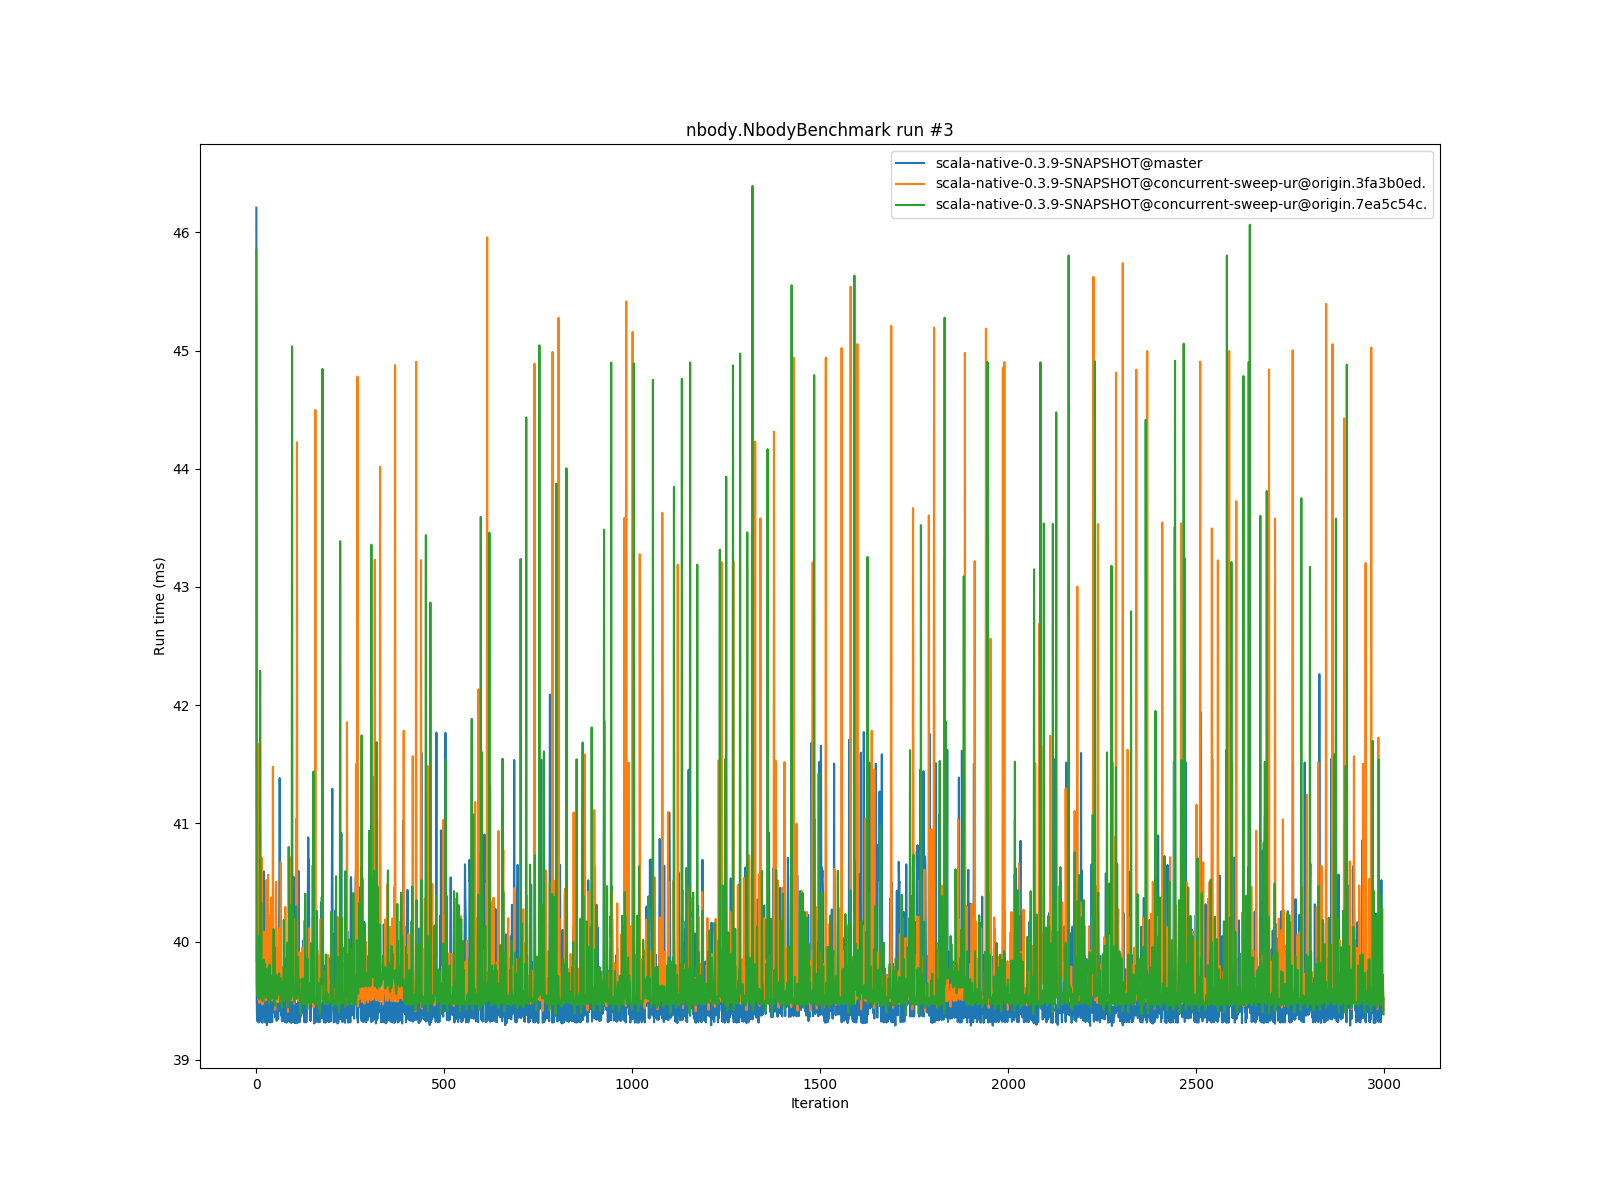 nbody.NbodyBenchmark run #3
scala-native-0.3.9-SNAPSHOT@master
scala-native-0.3.9-SNAPSHOT@concurrent-sweep-ur@origin.3fa3b0ed.
scala-native-0.3.9-SNAPSHOT@concurrent-sweep-ur@origin.7ea5c54c.
46
45
44
43
42
41
40
39
Run time (ms)
0 500 1000 1500 2000 2500 3000
Iteration